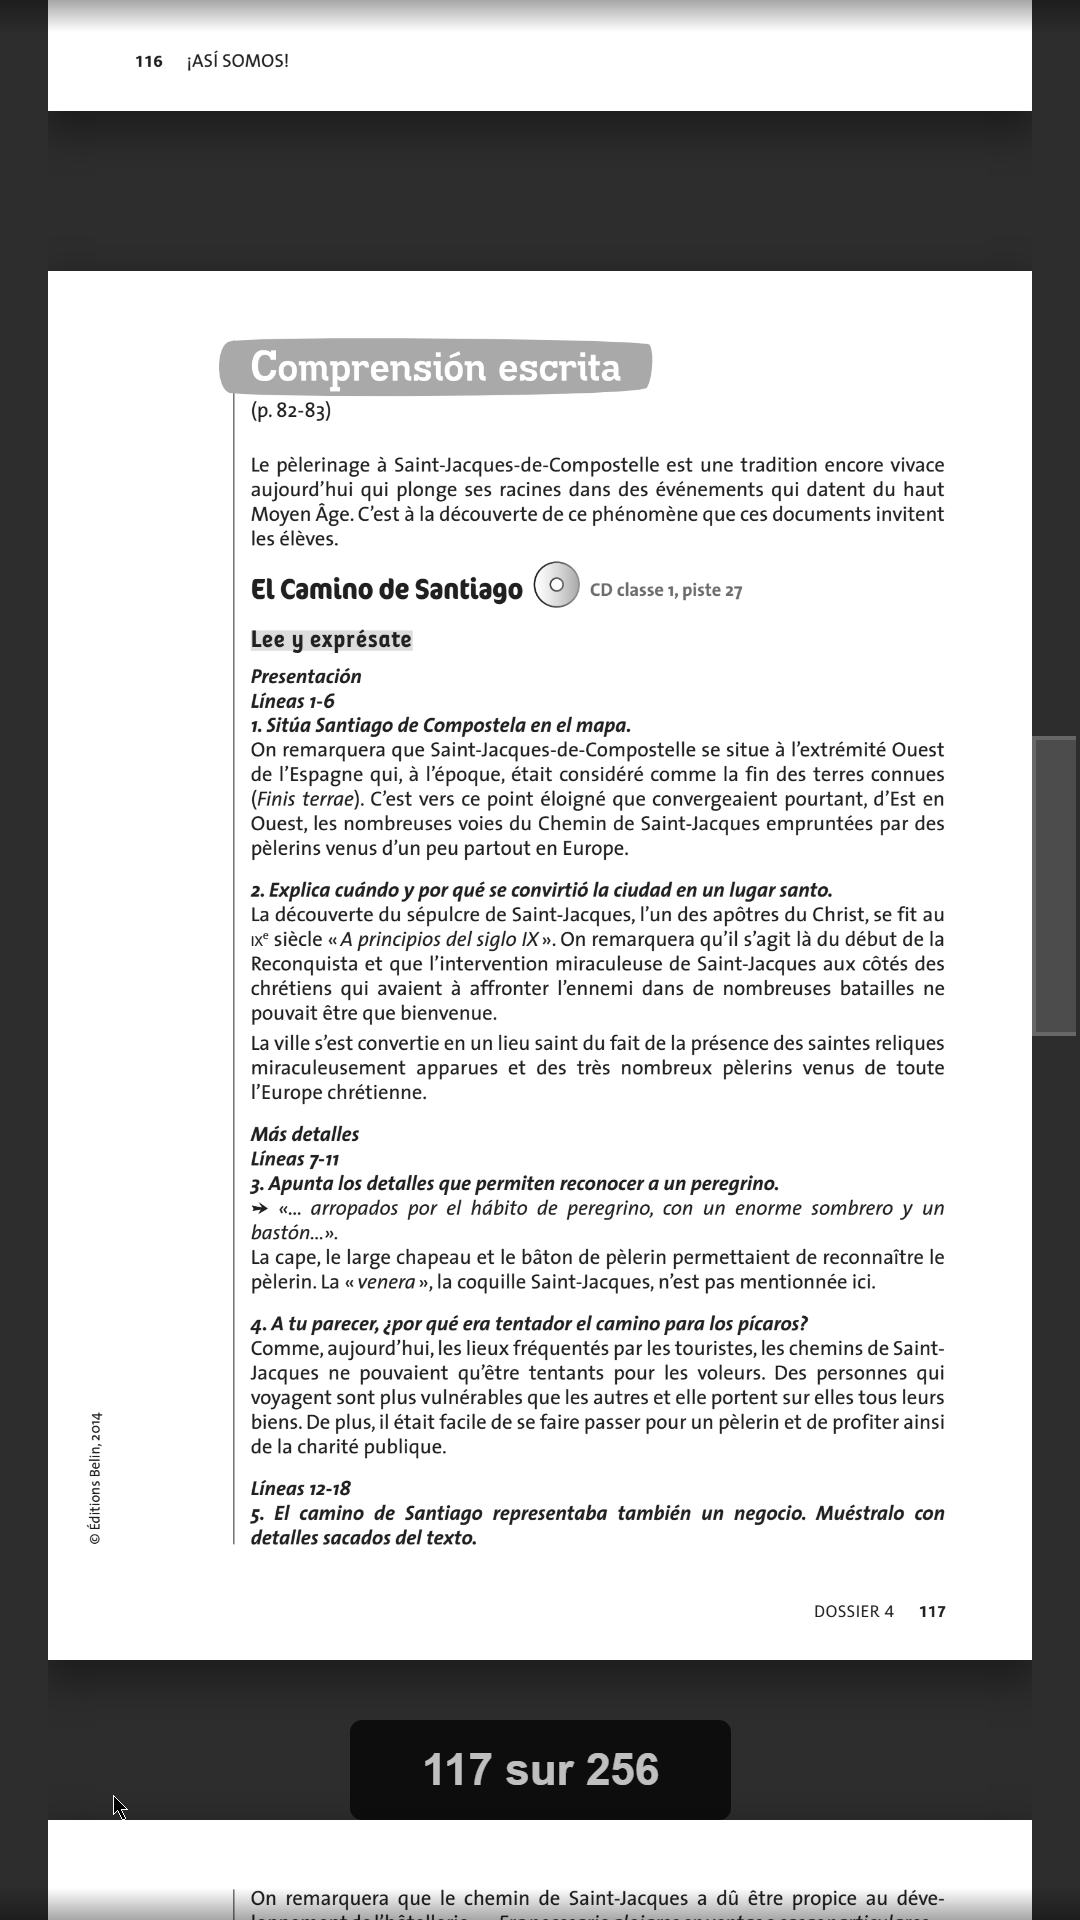 116 ¡ASÍ SOMOS!
Comprensión escrita
(p. 82-83)
Le pèlerinage à Saint-Jacques-de-Compostelle est une tradition encore vivace
aujourd’hui qui plonge ses racines dans des événements qui datent du haut
Moyen Âge. C’est à la découverte de ce phénomène que ces documents invitent
les élèves.
El Camino de Santiago CD classe 1, piste 27
Lee y exprésate
Presentación
Líneas 1-6
1. Sitúa Santiago de Compostela en el mapa.
On remarquera que Saint-Jacques-de-Compostelle se situe à l’extrémité Ouest
de l’Espagne qui, à l’époque, était considéré comme la fin des terres connues
(Finis terrae). C’est vers ce point éloigné que convergeaient pourtant, d’Est en
Ouest, les nombreuses voies du Chemin de Saint-Jacques empruntées par des
pèlerins venus d’un peu partout en Europe.
2. Explica cuándo y por qué se convirtió la ciudad en un lugar santo.
La découverte du sépulcre de Saint-Jacques, l’un des apôtres du Christ, se fit au
IXe siècle « A principios del siglo IX ». On remarquera qu’il s’agit là du début de la
Reconquista et que l’intervention miraculeuse de Saint-Jacques aux côtés des
chrétiens qui avaient à affronter l’ennemi dans de nombreuses batailles ne
pouvait être que bienvenue.
La ville s’est convertie en un lieu saint du fait de la présence des saintes reliques
miraculeusement apparues et des très nombreux pèlerins venus de toute
l’Europe chrétienne.
Más detalles
Líneas 7-11
3. Apunta los detalles que permiten reconocer a un peregrino.
➔ «... arropados por el hábito de peregrino, con un enorme sombrero y un
bastón...».
La cape, le large chapeau et le bâton de pèlerin permettaient de reconnaître le
pèlerin. La « venera », la coquille Saint-Jacques, n’est pas mentionnée ici.
4. A tu parecer, ¿por qué era tentador el camino para los pícaros?
Comme, aujourd’hui, les lieux fréquentés par les touristes, les chemins de Saint-
Jacques ne pouvaient qu’être tentants pour les voleurs. Des personnes qui
voyagent sont plus vulnérables que les autres et elle portent sur elles tous leurs
biens. De plus, il était facile de se faire passer pour un pèlerin et de profiter ainsi
de la charité publique.
Líneas 12-18
5. El camino de Santiago representaba también un negocio. Muéstralo con
detalles sacados del texto.
© Éditions Belin, 2014
DOSSIER 4 117
117 sur 256
On remarquera que le chemin de Saint-Jacques a dû être propice au déve-